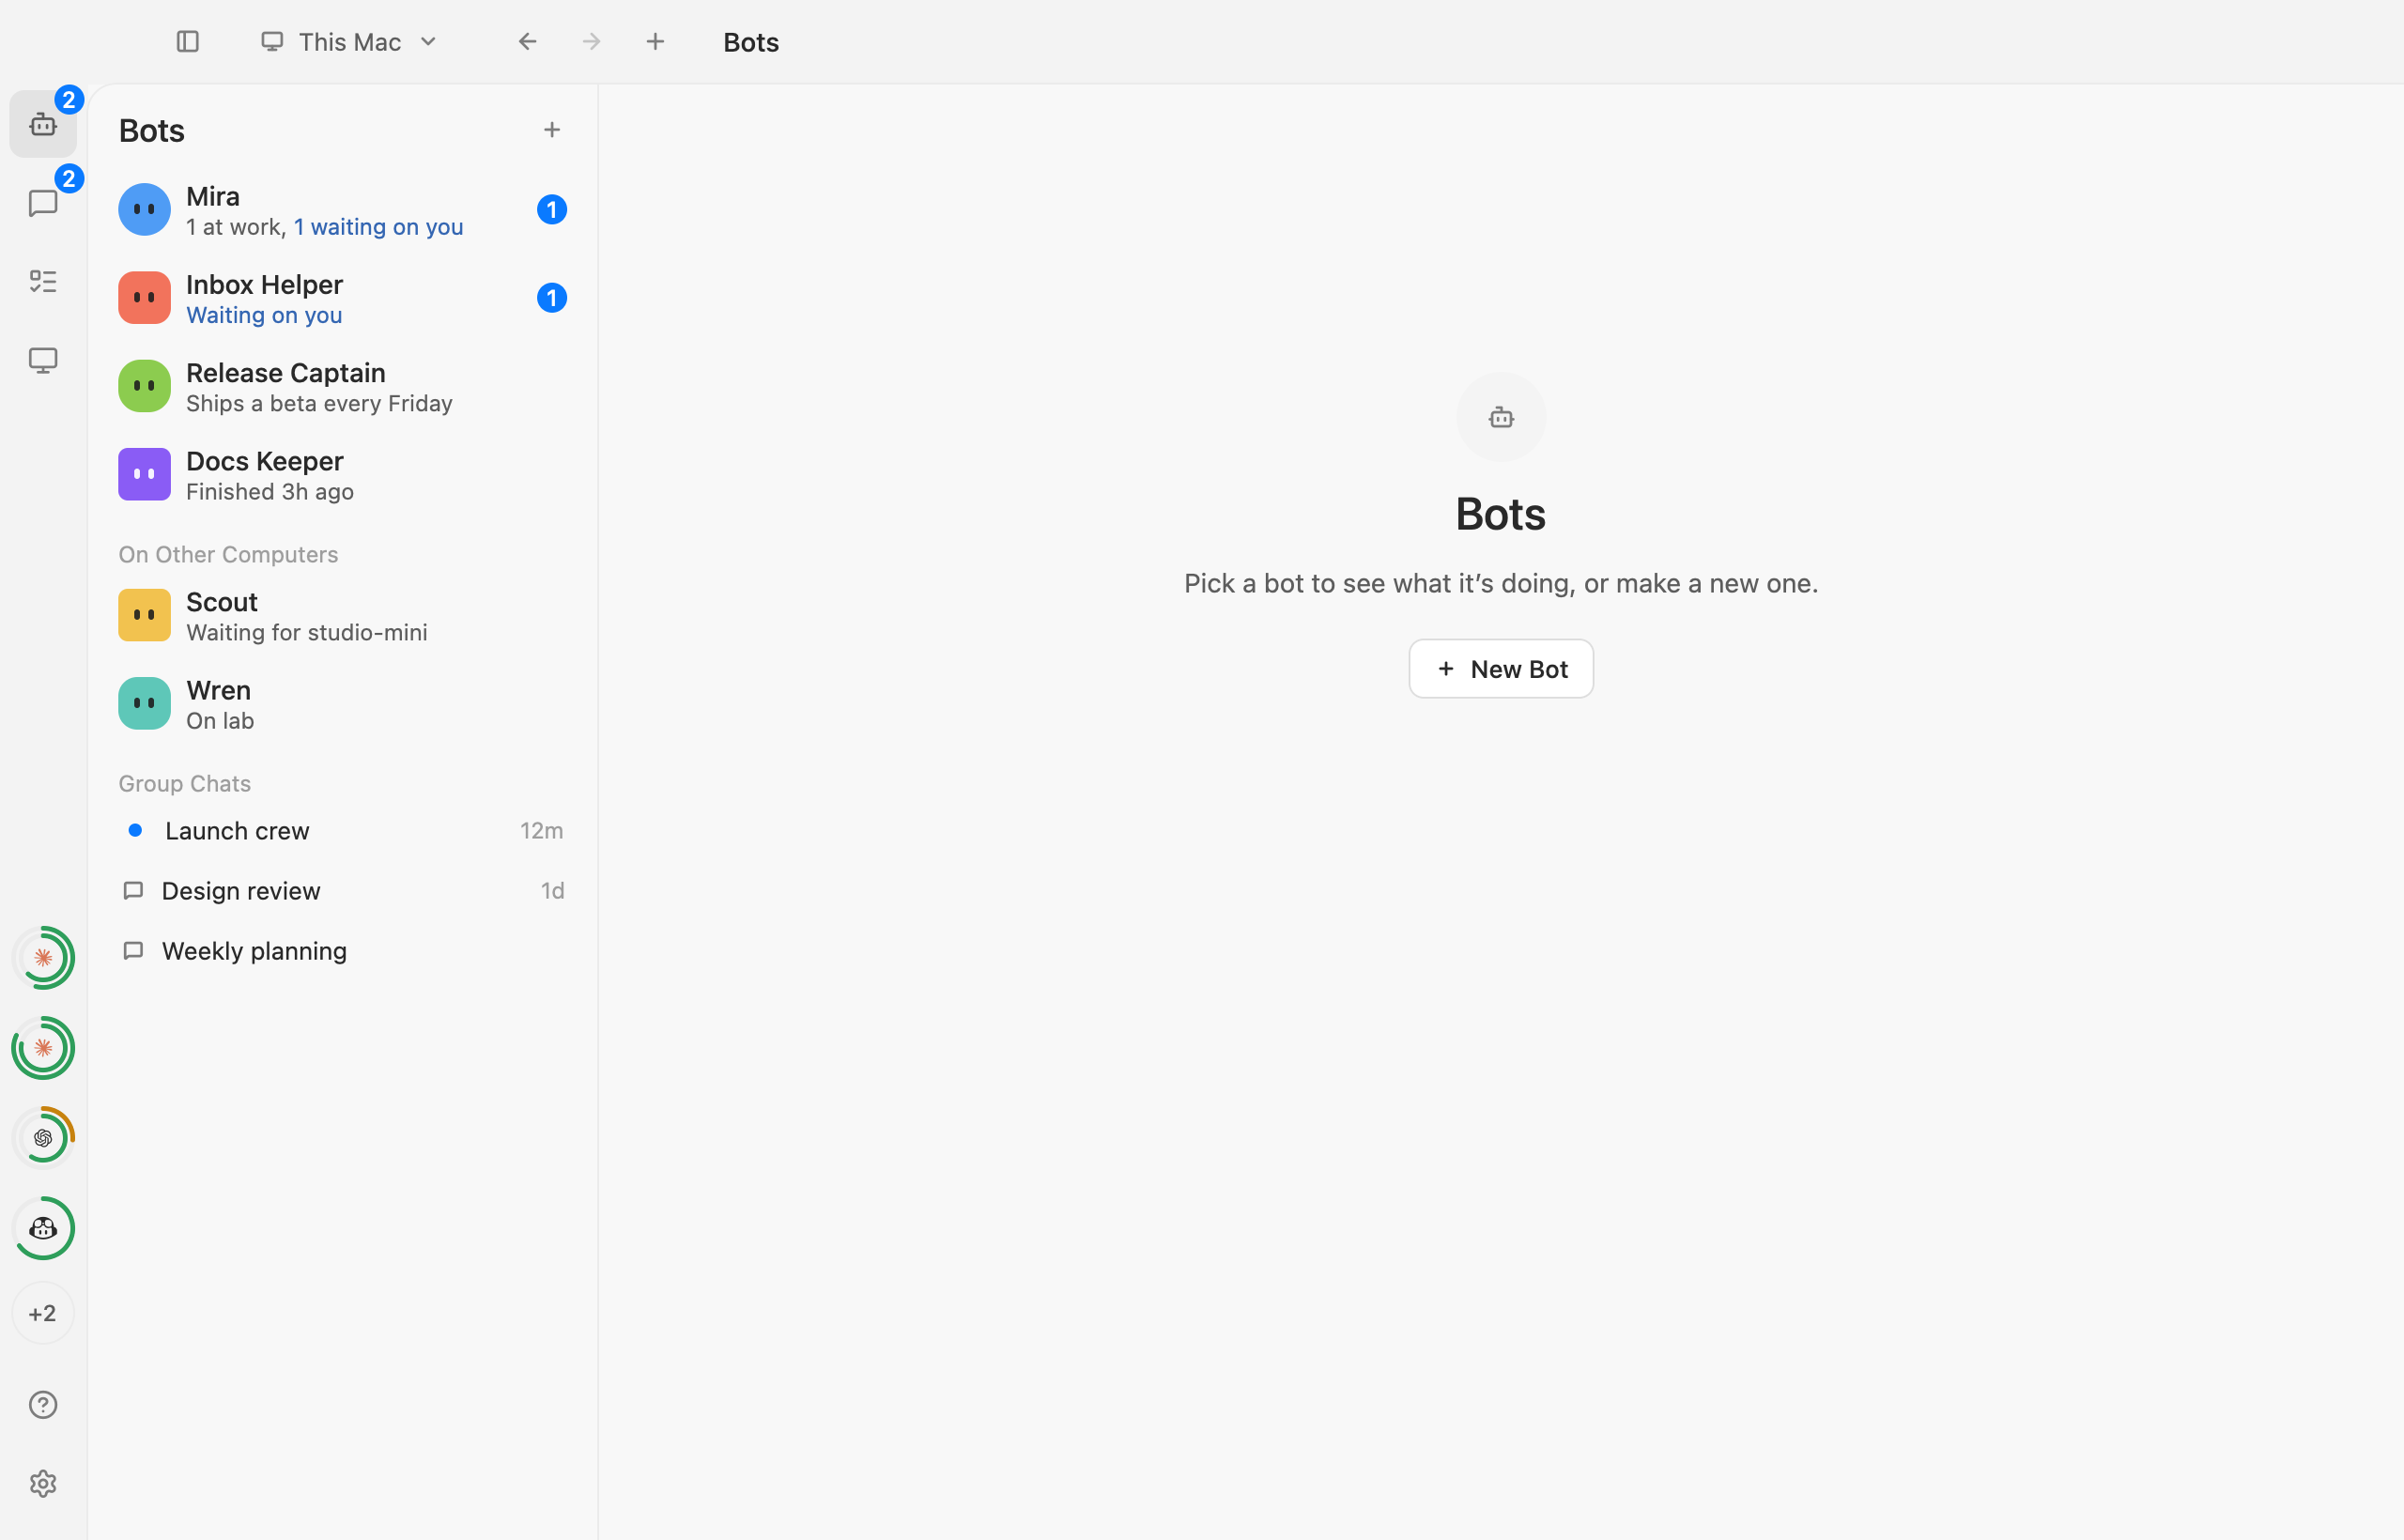 This Mac
Bots
2
2
Bots
Mira
1 at work, 1 waiting on you
1
Inbox Helper
Waiting on you
1
Release Captain
Ships a beta every Friday
Docs Keeper
Finished 3h ago
On Other Computers
Scout
Waiting for studio-mini
Wren
On lab
Group Chats
Launch crew
12m
Design review
1d
Weekly planning
+2
Bots
Pick a bot to see what it’s doing, or make a new one.
New Bot